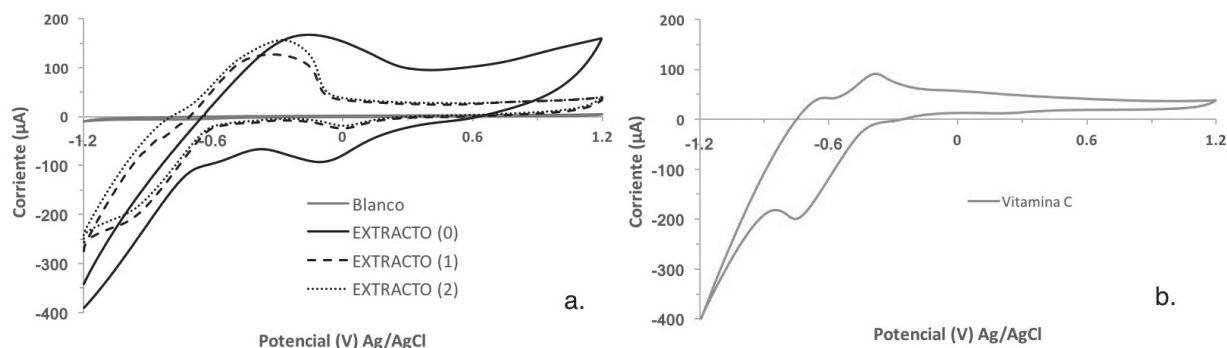 200
100
0
-100
-200
-300
-400
-1.2
-0.6
0
0.6
1.2
Corriente (µA)
Potencial (V) Ag/AgCl
Blanco
EXTRACTO (0)
EXTRACTO (1)
EXTRACTO (2)
a.
200
100
0
-100
-200
-300
-400
-1.2
-0.6
0
0.6
1.2
Corriente (µA)
Potencial (V) Ag/AgCl
Vitamina C
b.